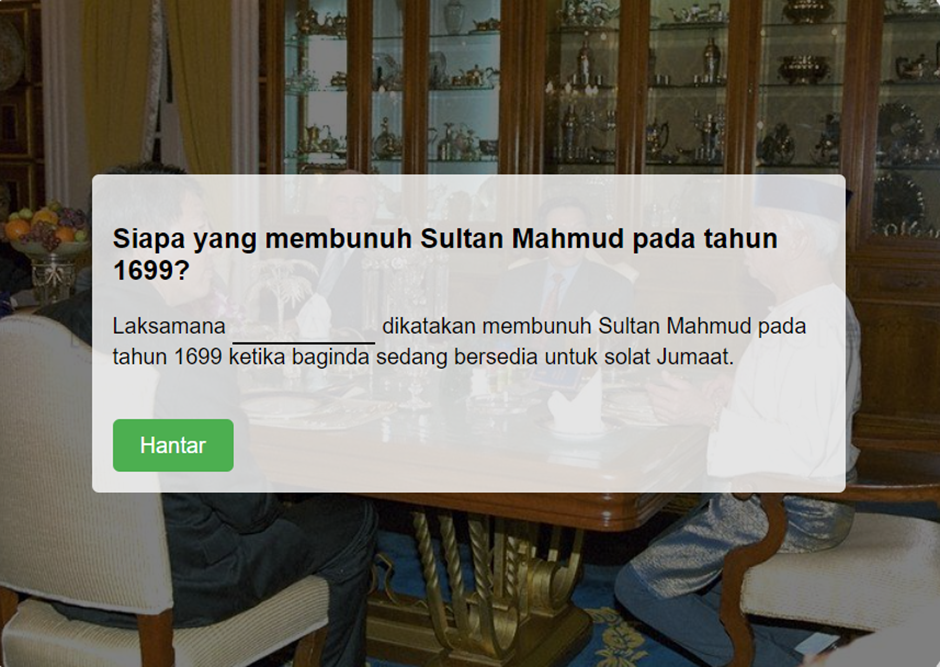 Siapa yang membunuh Sultan Mahmud pada tahun
1699?
Laksamana ____________ dikatakan membunuh Sultan Mahmud pada
tahun 1699 ketika baginda sedang bersedia untuk solat Jumaat.
Hantar